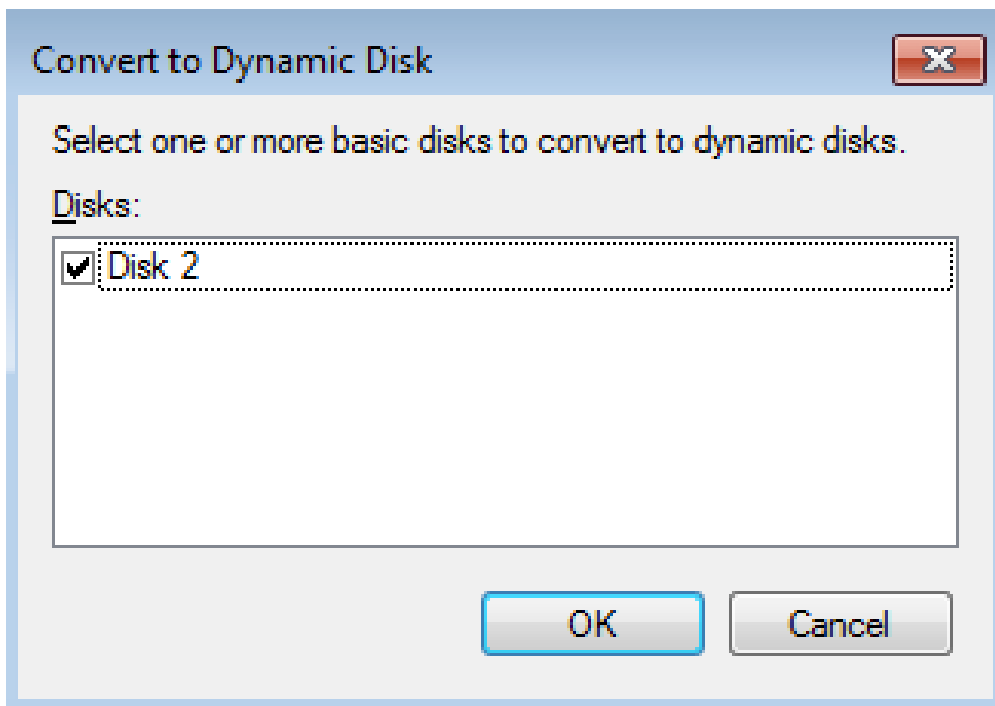 Convert to Dynamic Disk
Select one or more basic disks to convert to dynamic disks.
Disks:
Disk 2
OK
Cancel